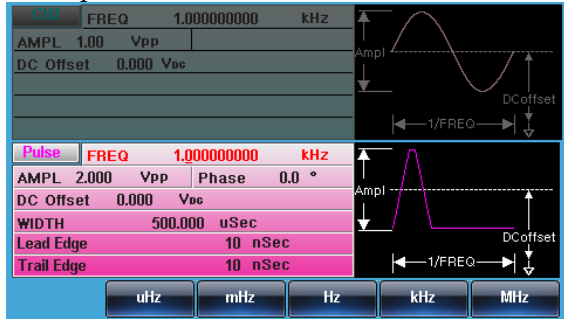 CH2 FREQ 1.000000000 kHz
AMPL 1.00 Vpp
DC Offset 0.000 VDC
Ampl
DCoffset
1/FREQ
Pulse FREQ 1.000000000 kHz
AMPL 2.000 Vpp Phase 0.0 °
DC Offset 0.000 VDC
WIDTH 500.000 uSec
Lead Edge 10 nSec
Trail Edge 10 nSec
Ampl
DCoffset
1/FREQ
uHz mHz Hz kHz MHz